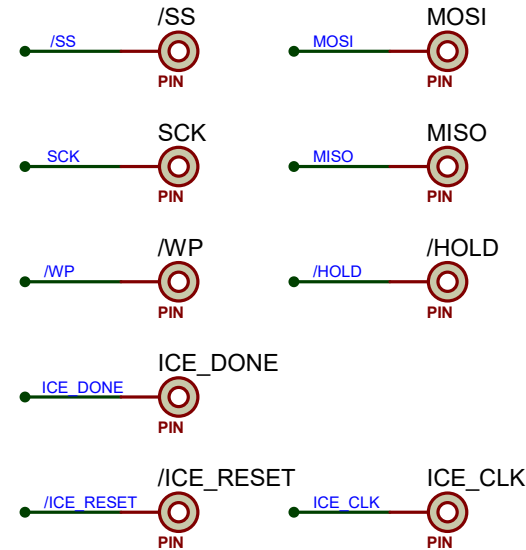 /SS
/SS
PIN
MOSI
MOSI
PIN
SCK
SCK
PIN
MISO
MISO
PIN
/WP
/WP
PIN
/HOLD
/HOLD
PIN
ICE_DONE
ICE_DONE
PIN
/ICE_RESET
/ICE_RESET
PIN
ICE_CLK
ICE_CLK
PIN